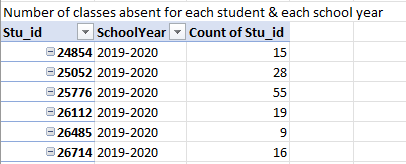 Number of classes absent for each student & each school year
Stu_id SchoolYear Count of Stu_id
24854 2019-2020 15
25052 2019-2020 28
25776 2019-2020 55
26112 2019-2020 19
26485 2019-2020 9
26714 2019-2020 16